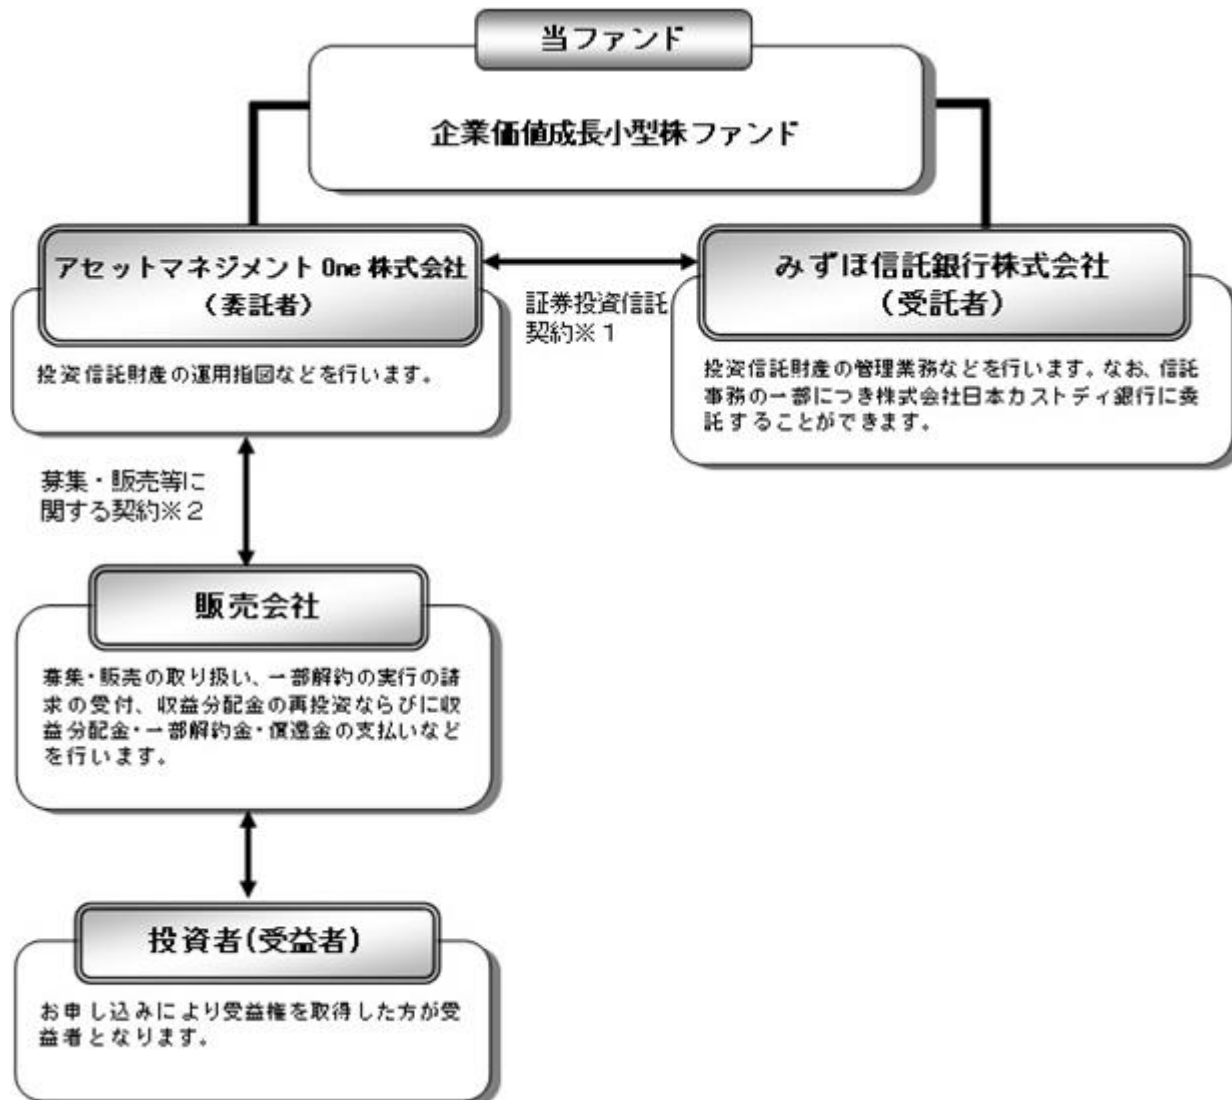 当ファンド
企業価値成長小型株ファンド
アセットマネジメント One 株式会社
（委託者）
投資信託財産の運用指図などを行います。
証券投資信託
契約※１
みずほ信託銀行株式会社
（受託者）
投資信託財産の管理業務などを行います。なお、信託
事務の一部につき株式会社日本カストディ銀行に委
託することができます。
募集・販売等に
関する契約※２
販売会社
募集・販売の取り扱い、一部解約の実行の請
求の受付、収益分配金の再投資ならびに収
益分配金・一部解約金・償還金の支払いなど
を行います。
投資者(受益者)
お申し込みにより受益権を取得した方が受
益者となります。